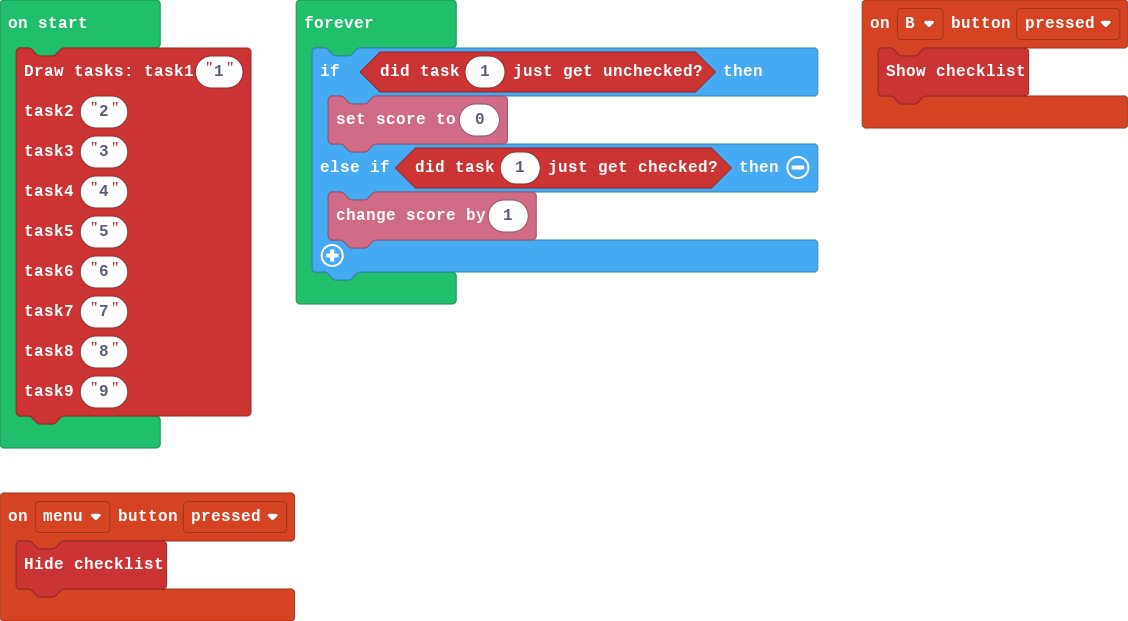 on start
Draw tasks: task1 "1"
task2 "2"
task3 "3"
task4 "4"
task5 "5"
task6 "6"
task7 "7"
task8 "8"
task9 "9"
forever
if did task 1 just get unchecked? then
set score to 0
else if did task 1 just get checked? then
change score by 1
on B button pressed
Show checklist
on menu button pressed
Hide checklist